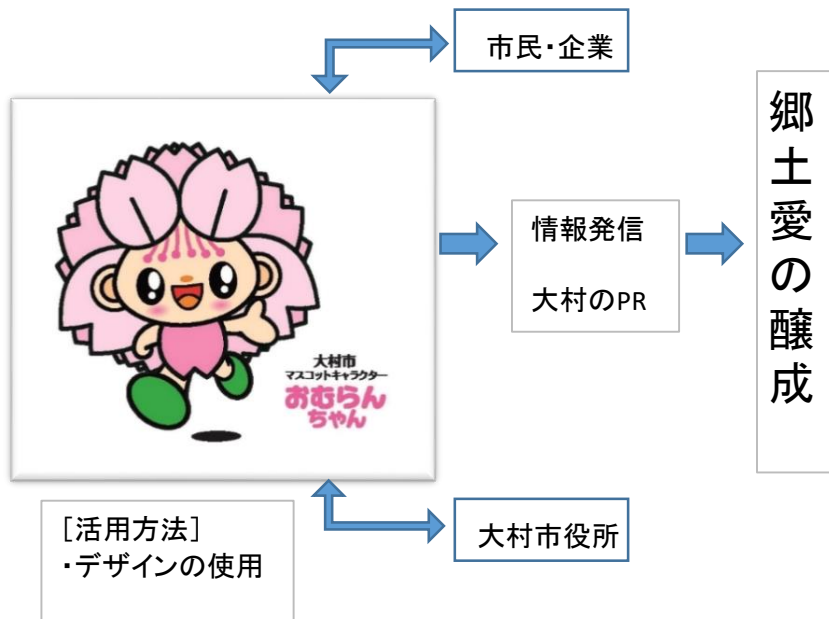 市民・企業
情報発信
大村のPR
郷土愛の醸成
大村市
マスコットキャラクター
おむらん
ちゃん
大村市役所
[活用方法]
・デザインの使用